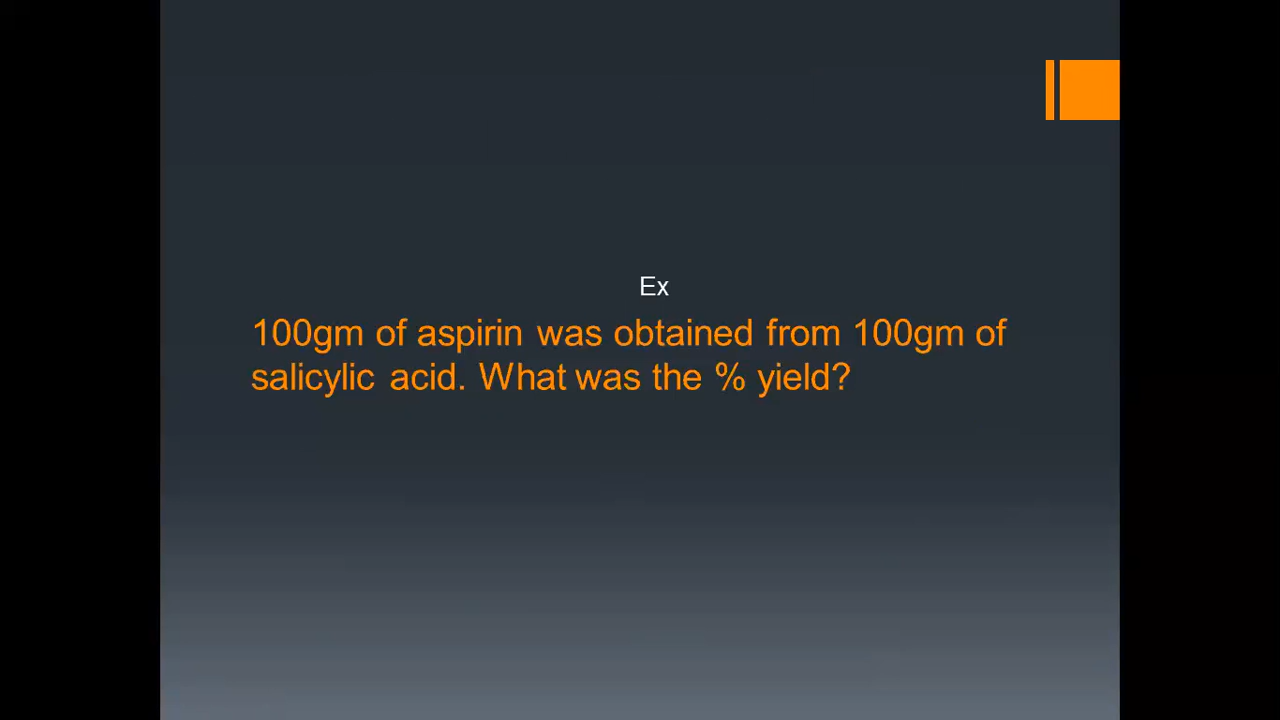 Ex
100gm of aspirin was obtained from 100gm of
salicylic acid. What was the % yield?